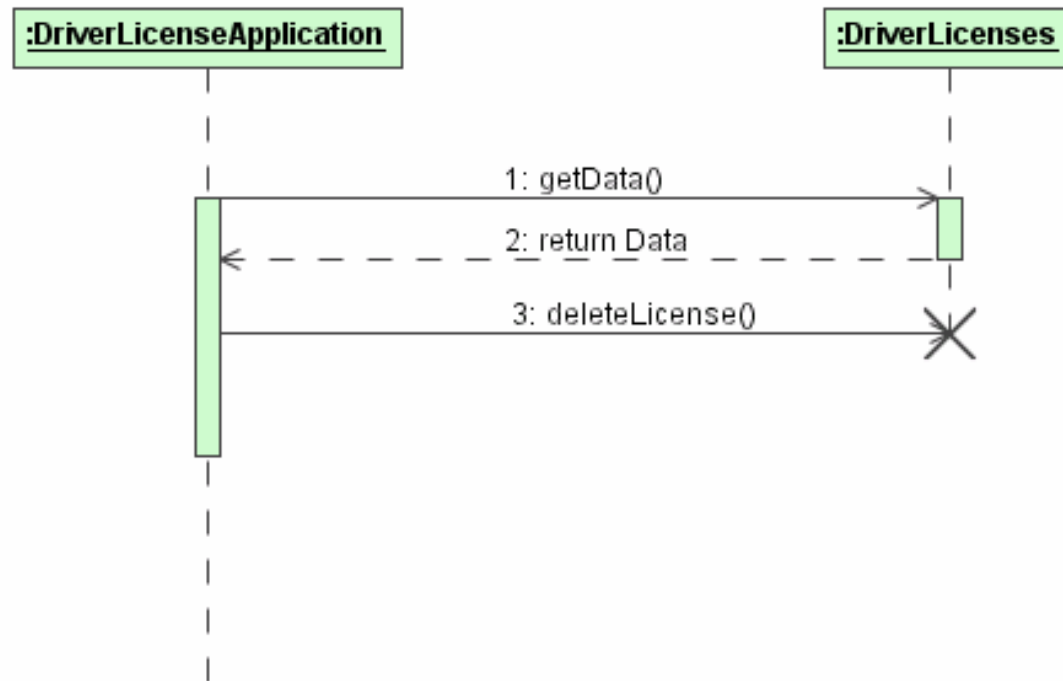 :DriverLicenseApplication
:DriverLicenses
1: getData()
2: return Data
3: deleteLicense()